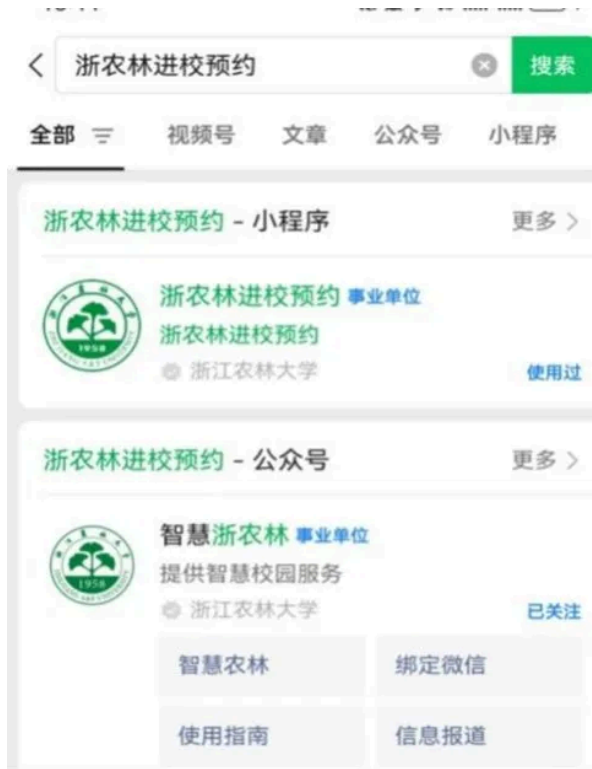 浙农林进校预约
搜索
全部 视频号 文章 公众号 小程序
浙农林进校预约 - 小程序 更多
浙农林进校预约 事业单位
浙农林进校预约
浙江农林大学 使用过
1958
浙农林进校预约 - 公众号 更多
智慧浙农林 事业单位
提供智慧校园服务
浙江农林大学 已关注
1958
智慧农林 绑定微信
使用指南 信息报道